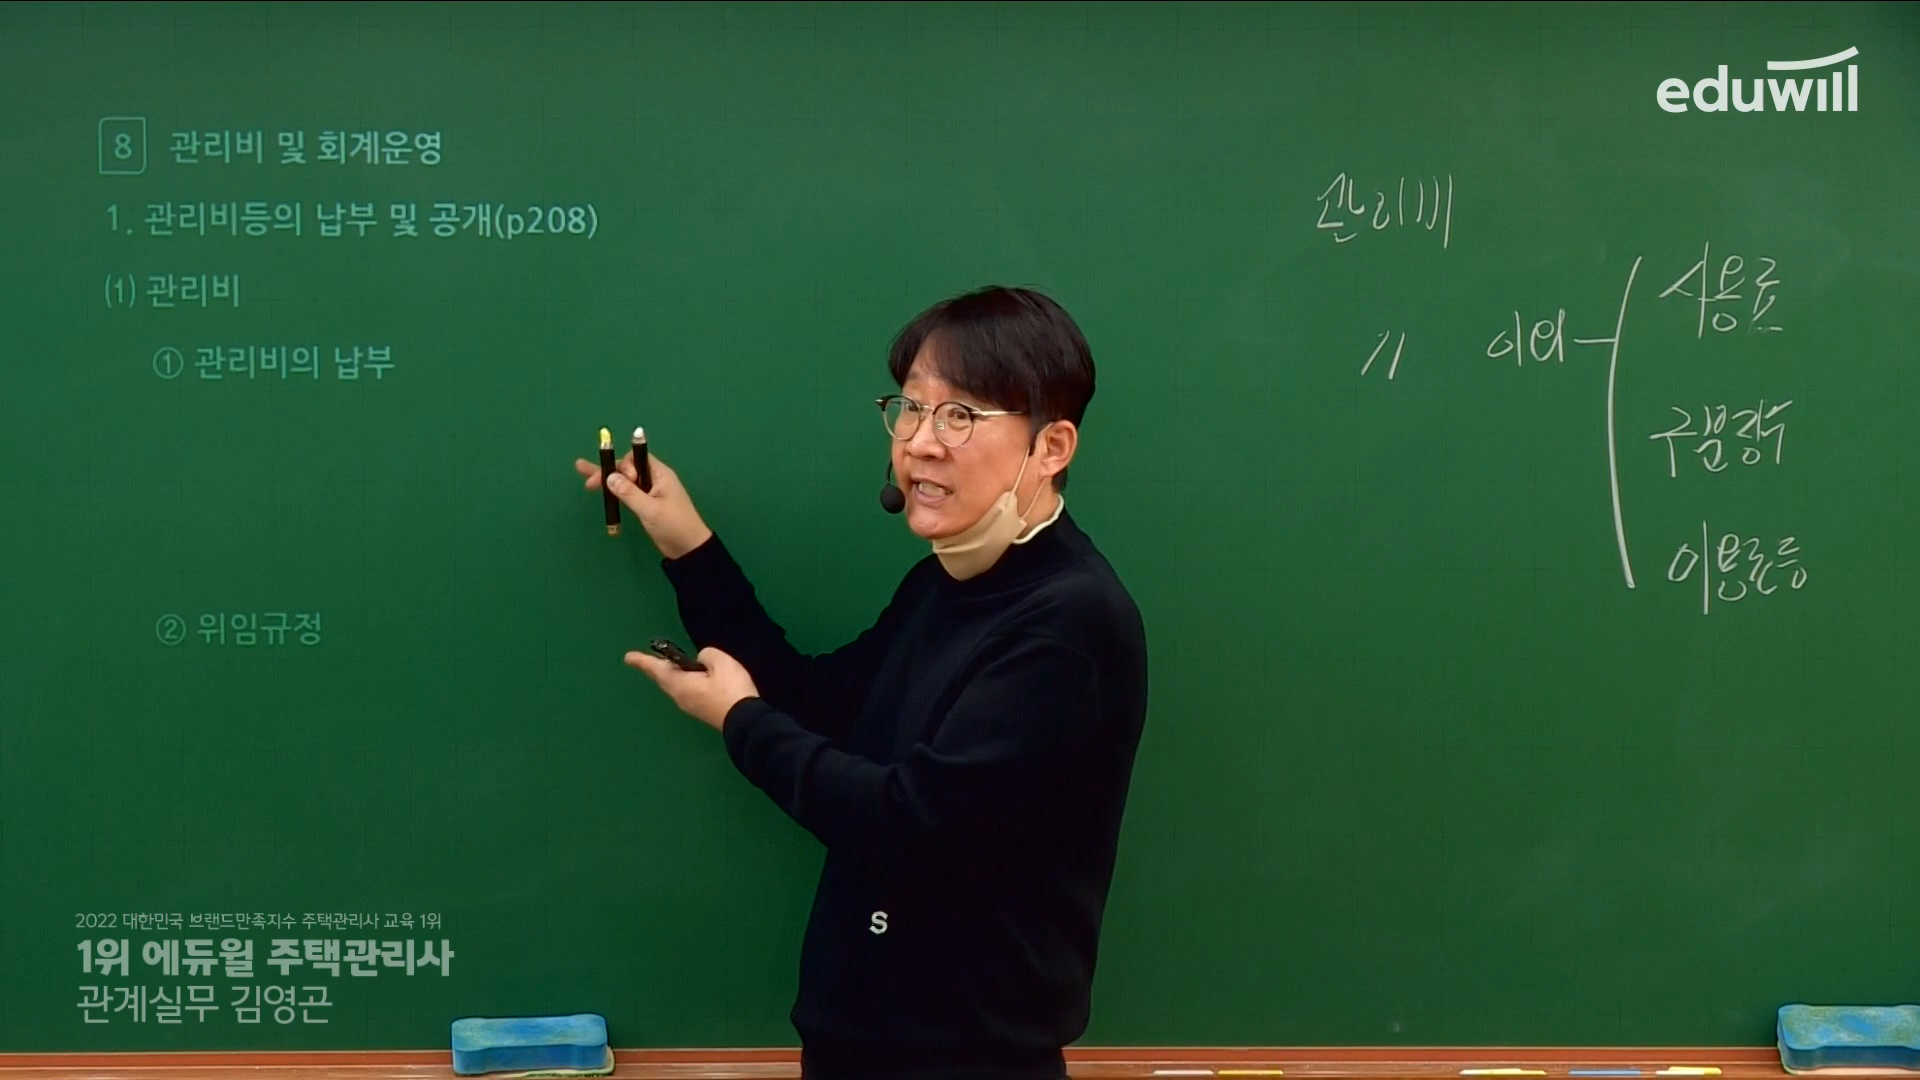 eduwill
8 관리비 및 회계운영
1. 관리비등의 납부 및 공개(p208)
(1) 관리비
① 관리비의 납부
② 위임규정
관리비
〃 이외
사용료
구분징수
이용료등
S
2022 대한민국 브랜드만족지수 주택관리사 교육 1위
1위 에듀윌 주택관리사
관계실무 김영곤